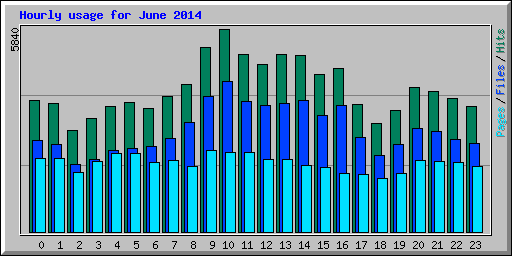 Hourly usage for June 2014
5840
Pages / Files / Hits
0 1 2 3 4 5 6 7 8 9 10 11 12 13 14 15 16 17 18 19 20 21 22 23